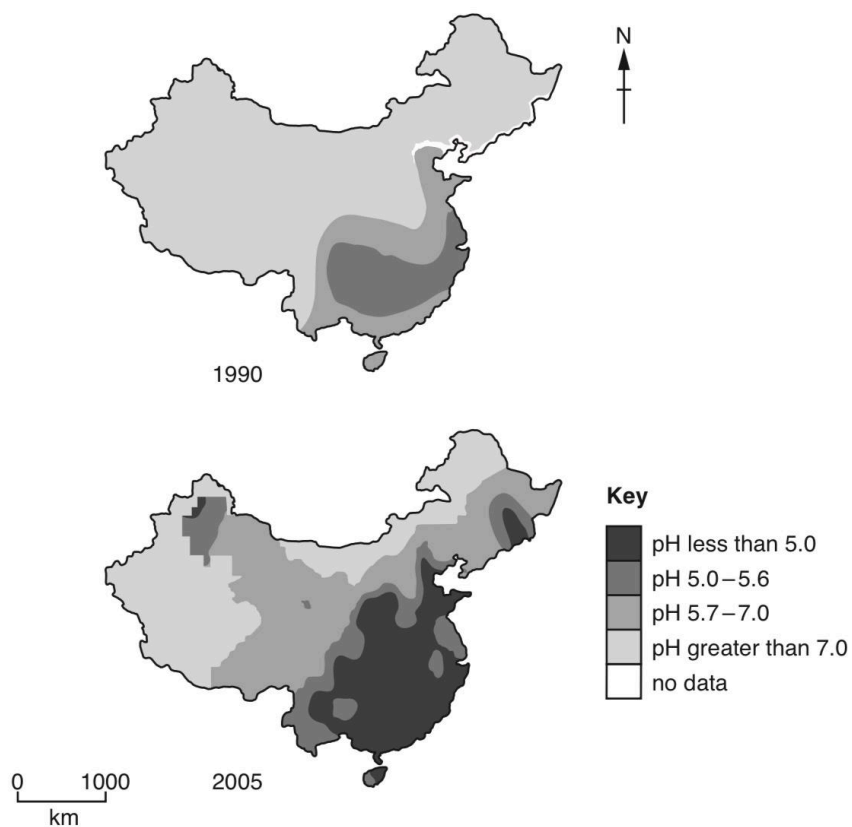 N
1990
Key
pH less than 5.0
pH 5.0–5.6
pH 5.7–7.0
pH greater than 7.0
no data
0 1000 2005
km